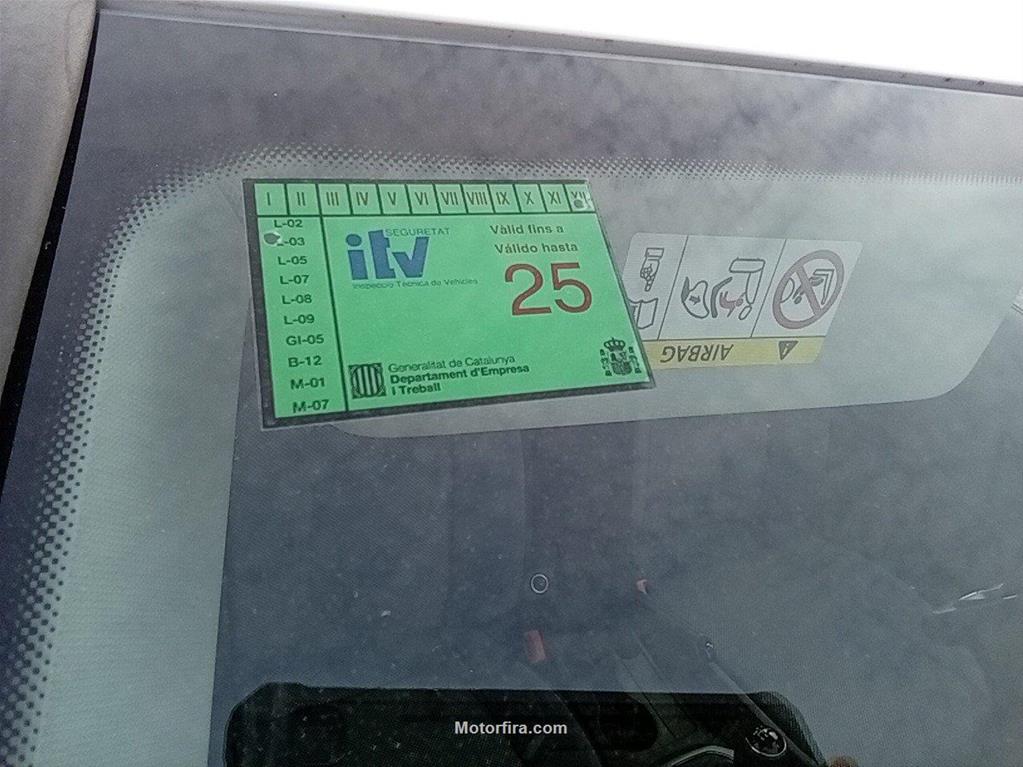 I II III IV V VI VII VIII IX X XI XII
L-02
L-03
L-05
L-07
L-08
L-09
GI-05
B-12
M-01
M-07
SEGURETAT
itv
Inspecció Tècnica de Vehicles
Vàlid fins a
Válido hasta
25
Generalitat de Catalunya
Departament d'Empresa
i Treball
AIRBAG
Motorfira.com